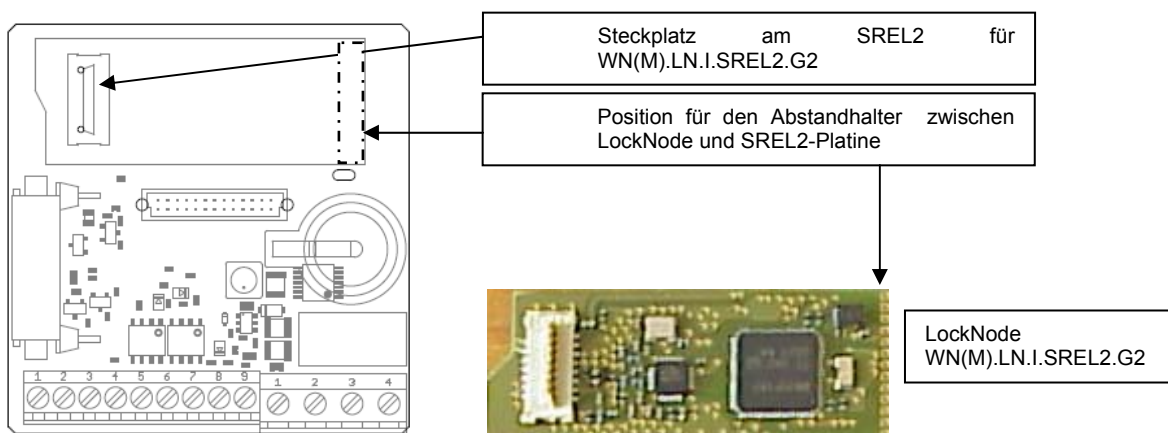 Steckplatz am SREL2 für
WN(M).LN.I.SREL2.G2
Position für den Abstandhalter zwischen
LockNode und SREL2-Platine
LockNode
WN(M).LN.I.SREL2.G2
1 2 3 4 5 6 7 8 9 1 2 3 4